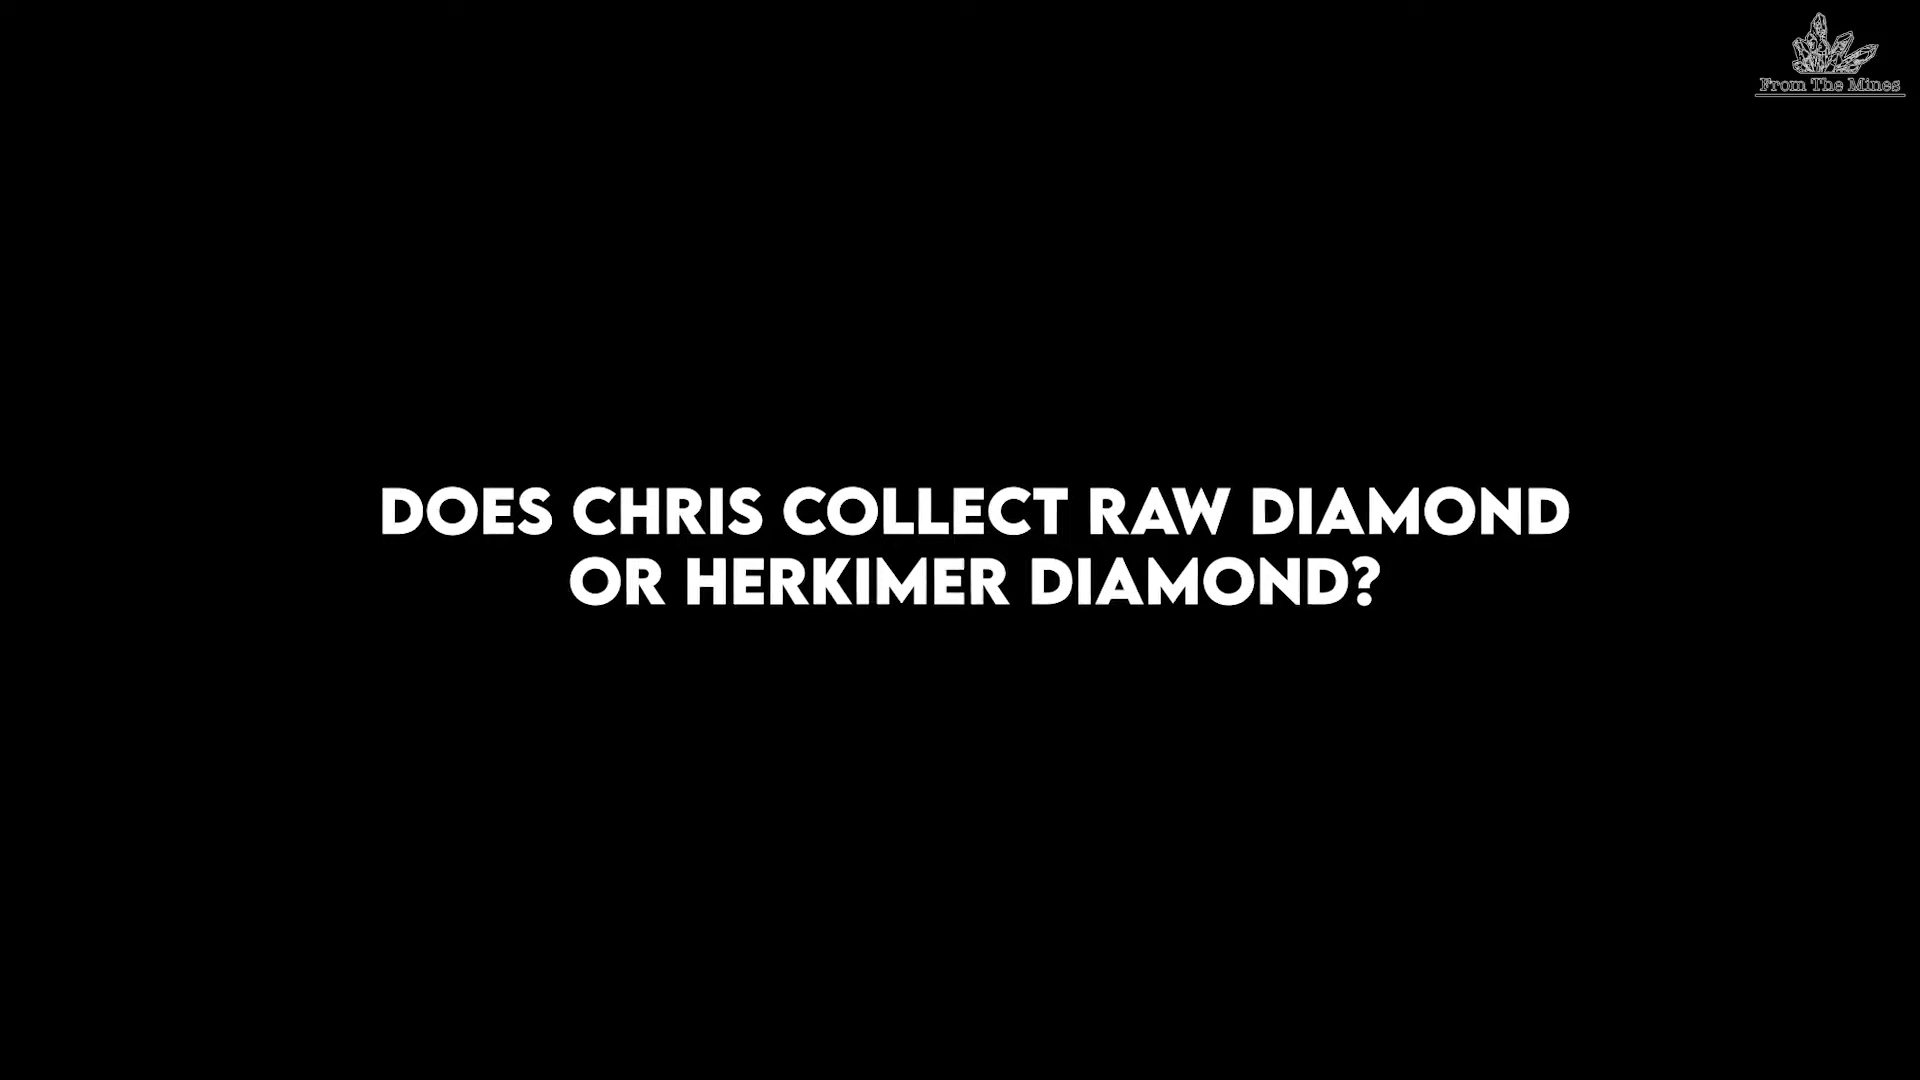 From The Mines
DOES CHRIS COLLECT RAW DIAMOND
OR HERKIMER DIAMOND?